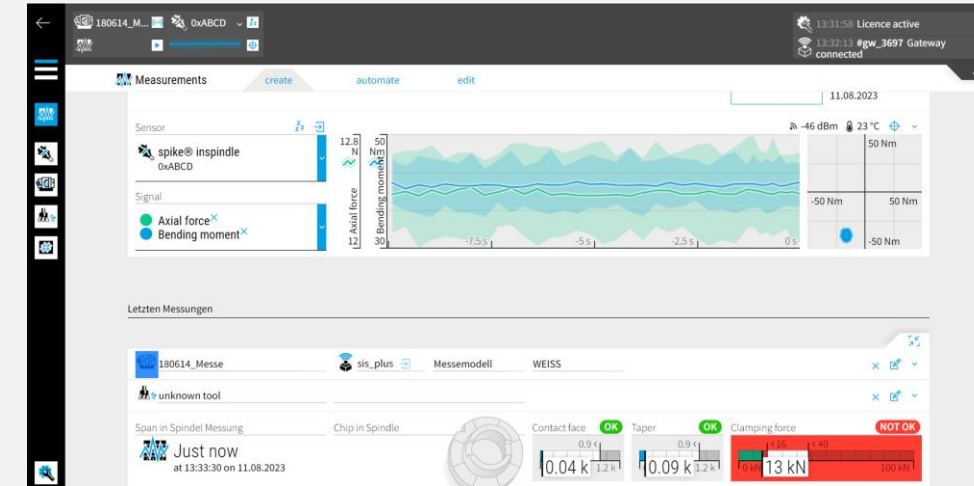 180614_M... 0xABCD
13:31:58 Licence active
13:32:13 #gw_3697 Gateway
connected
Measurements create automate edit
11.08.2023
Sensor
spike® inspindle
0xABCD
Signal
Axial force
Bending moment
12.8 50
N Nm
Axial force
Bending moment
12 30
-7.5 s -5 s -2.5 s 0 s
-46 dBm 23 °C
50 Nm
-50 Nm 50 Nm
-50 Nm
Letzten Messungen
180614_Messe sis_plus Messemodell WEISS
unknown tool
Span in Spindel Messung Chip in Spindle Contact face OK Taper OK Clamping force NOT OK
Just now
at 13:33:30 on 11.08.2023
0.9 < 0.9 < <16 <40
0.04 k 1.2 k 0.09 k 1.2 k 0 kN 13 kN 100 kN